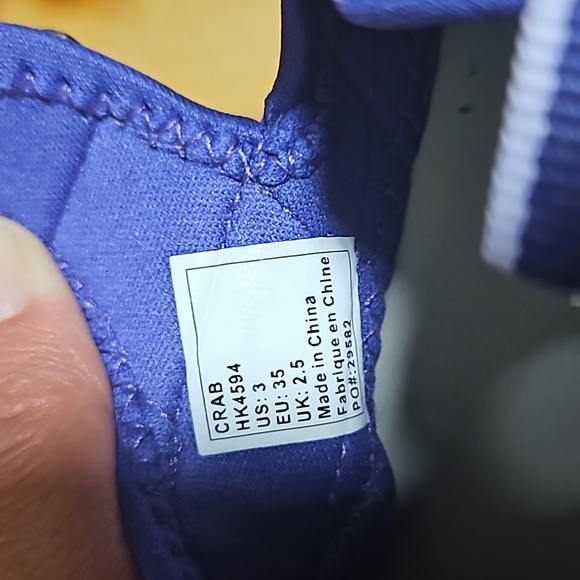 CRAB
HK4594
US: 3
EU: 35
UK: 2.5
Made in China
Fabrique en Chine
PO#:29582